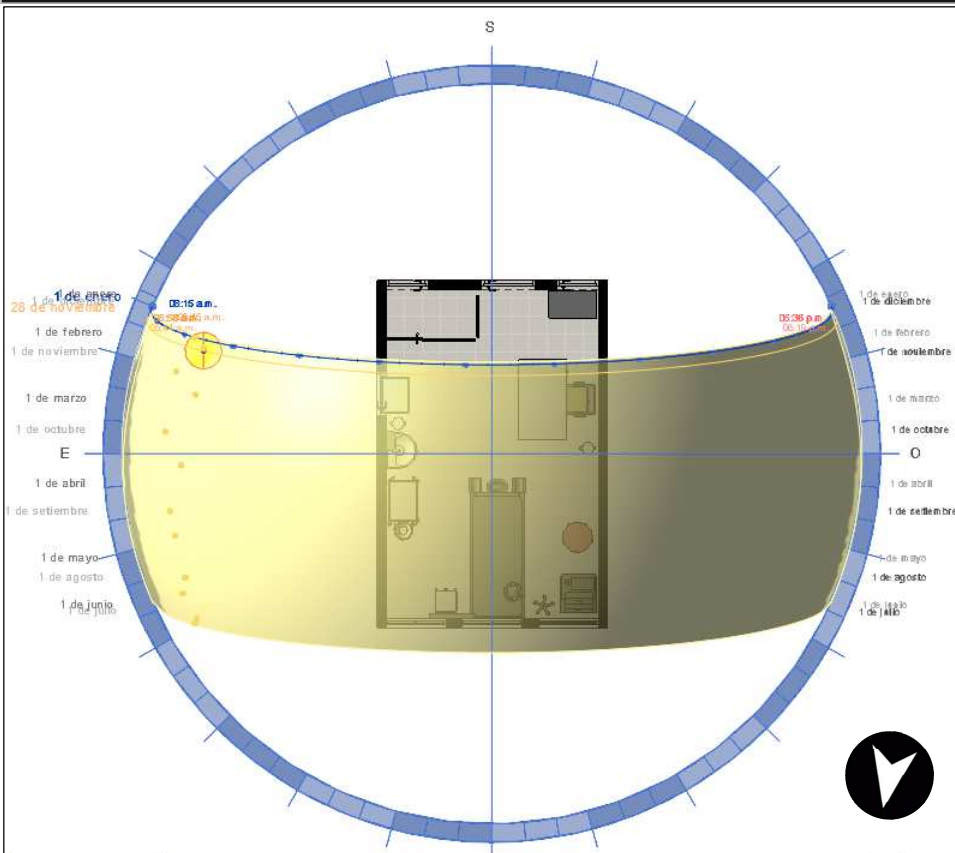 S
1 de enero
1 de enero
28 de noviembre
08:15 a.m.
1 de febrero
1 de noviembre
1 de marzo
1 de octubre
E
1 de abril
1 de setiembre
1 de mayo
1 de agosto
1 de junio
1 de julio
06:36 p.m.
1 de enero
1 de diciembre
1 de febrero
1 de noviembre
1 de marzo
1 de octubre
O
1 de abril
1 de setiembre
1 de mayo
1 de agosto
1 de junio
1 de julio